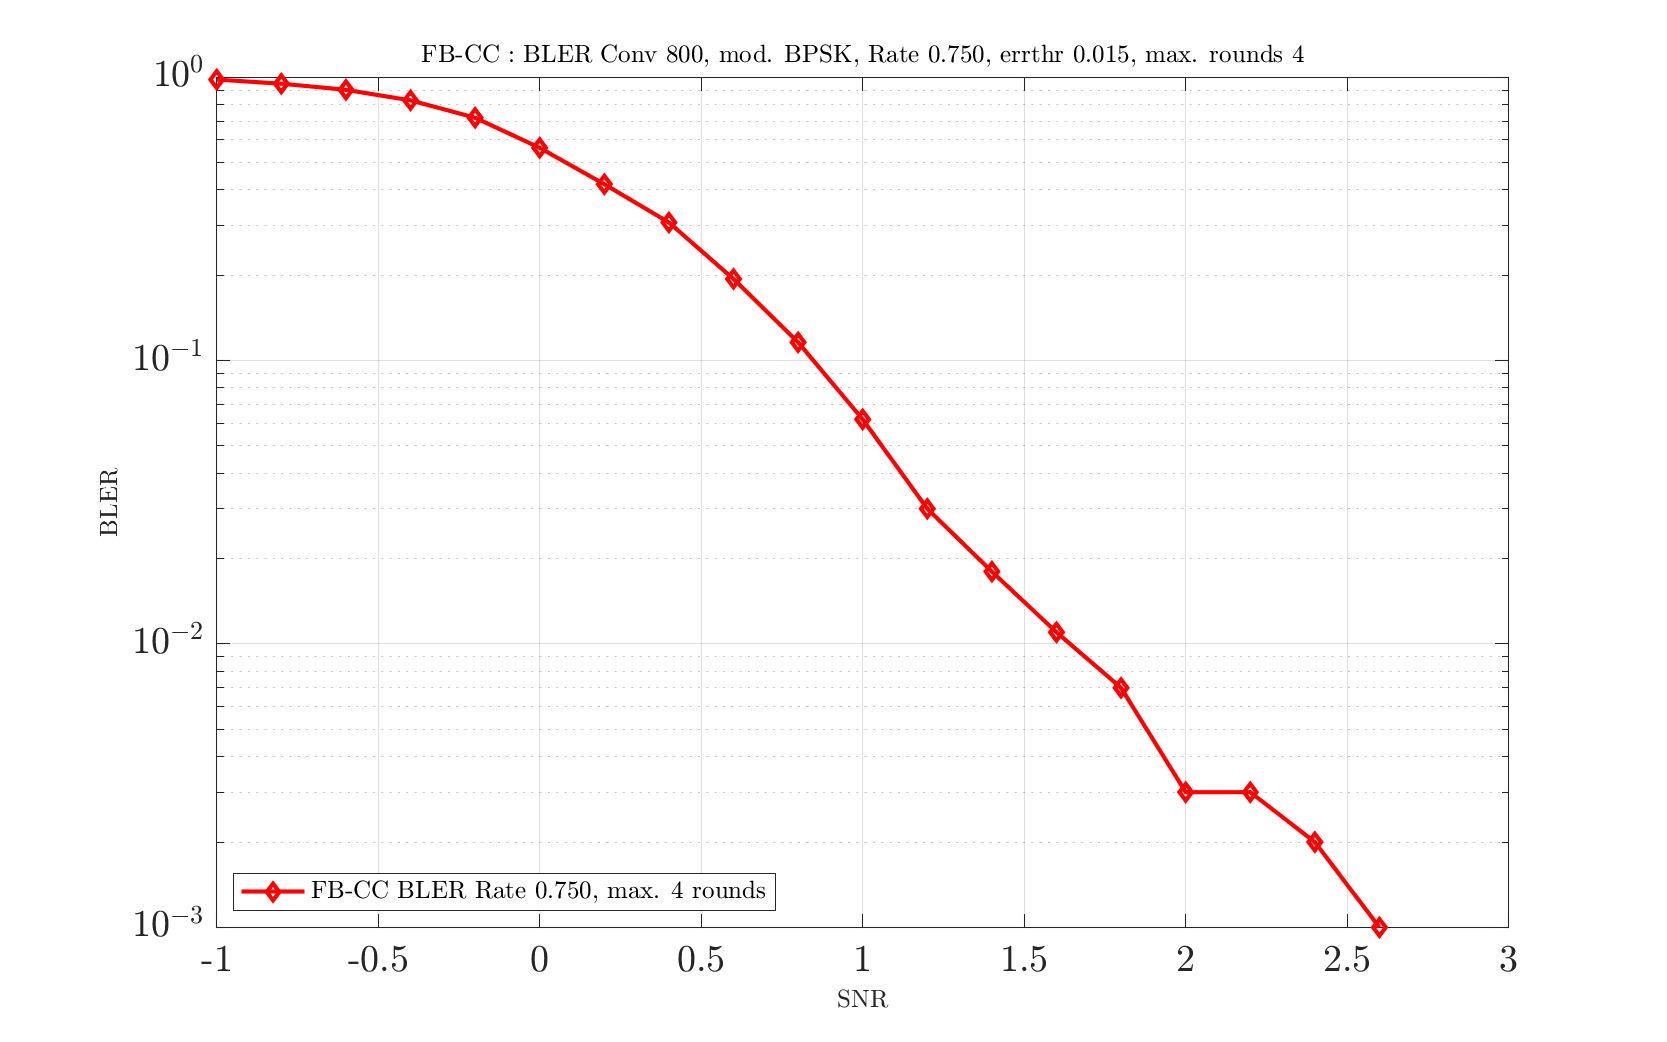 FB-CC : BLER Conv 800, mod. BPSK, Rate 0.750, errthr 0.015, max. rounds 4
10^0
10^-1
10^-2
10^-3
BLER
FB-CC BLER Rate 0.750, max. 4 rounds
-1 -0.5 0 0.5 1 1.5 2 2.5 3
SNR